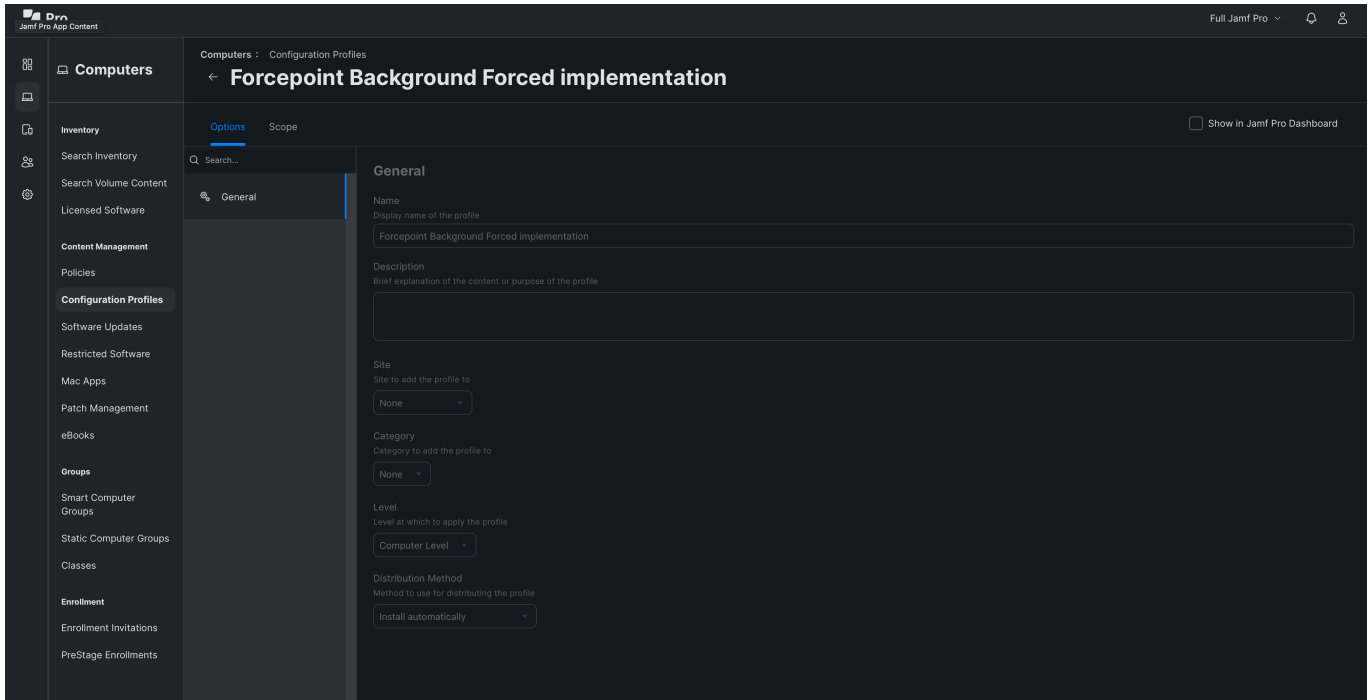 Pro
Jamf Pro App Content
Full Jamf Pro
Computers
Computers : Configuration Profiles
Forcepoint Background Forced implementation
Options
Scope
Show in Jamf Pro Dashboard
Inventory
Search Inventory
Search Volume Content
Licensed Software
Content Management
Policies
Configuration Profiles
Software Updates
Restricted Software
Mac Apps
Patch Management
eBooks
Groups
Smart Computer
Groups
Static Computer Groups
Classes
Enrollment
Enrollment Invitations
PreStage Enrollments
Search...
General
General
Name
Display name of the profile
Forcepoint Background Forced implementation
Description
Brief explanation of the content or purpose of the profile
Site
Site to add the profile to
None
Category
Category to add the profile to
None
Level
Level at which to apply the profile
Computer Level
Distribution Method
Method to use for distributing the profile
Install automatically